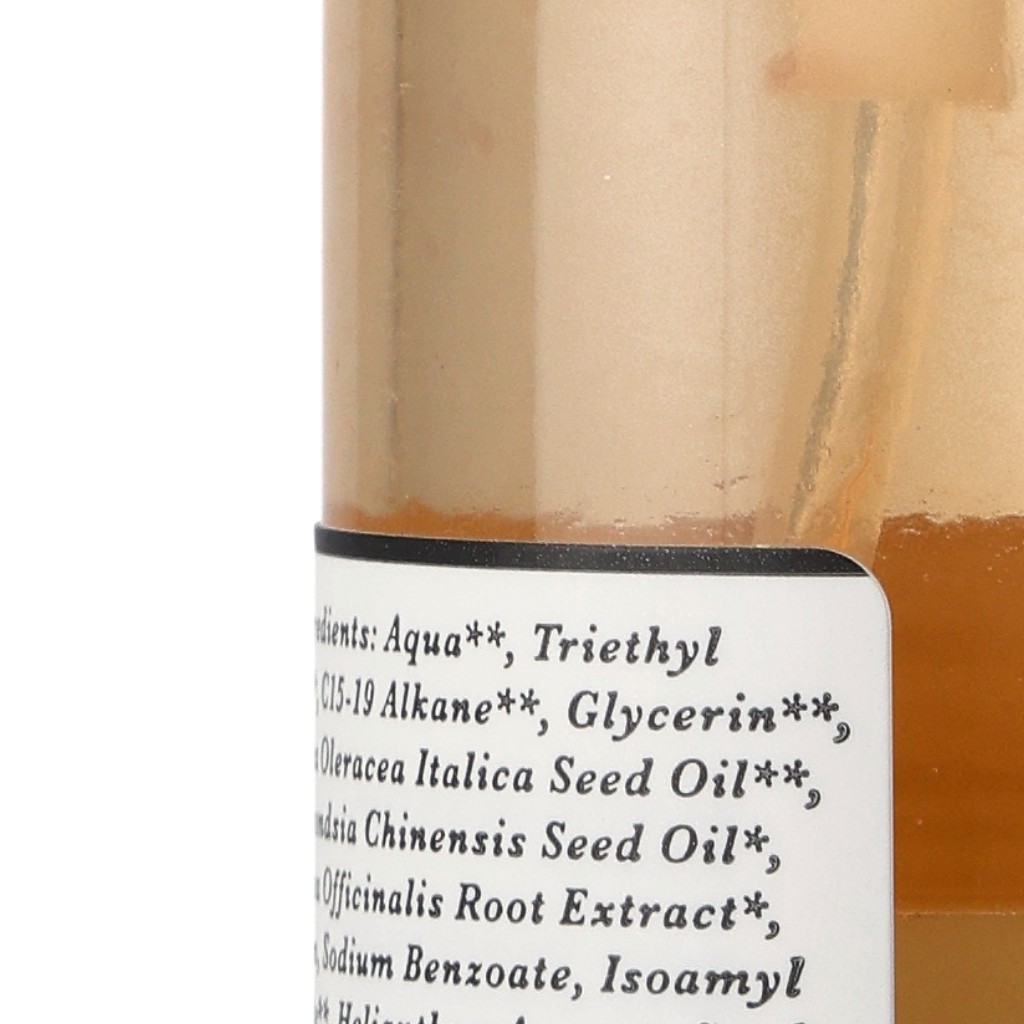 edients: Aqua**, Triethyl
C15-19 Alkane**, Glycerin**,
Oleracea Italica Seed Oil**,
ndsia Chinensis Seed Oil*,
Officinalis Root Extract*,
Sodium Benzoate, Isoamyl